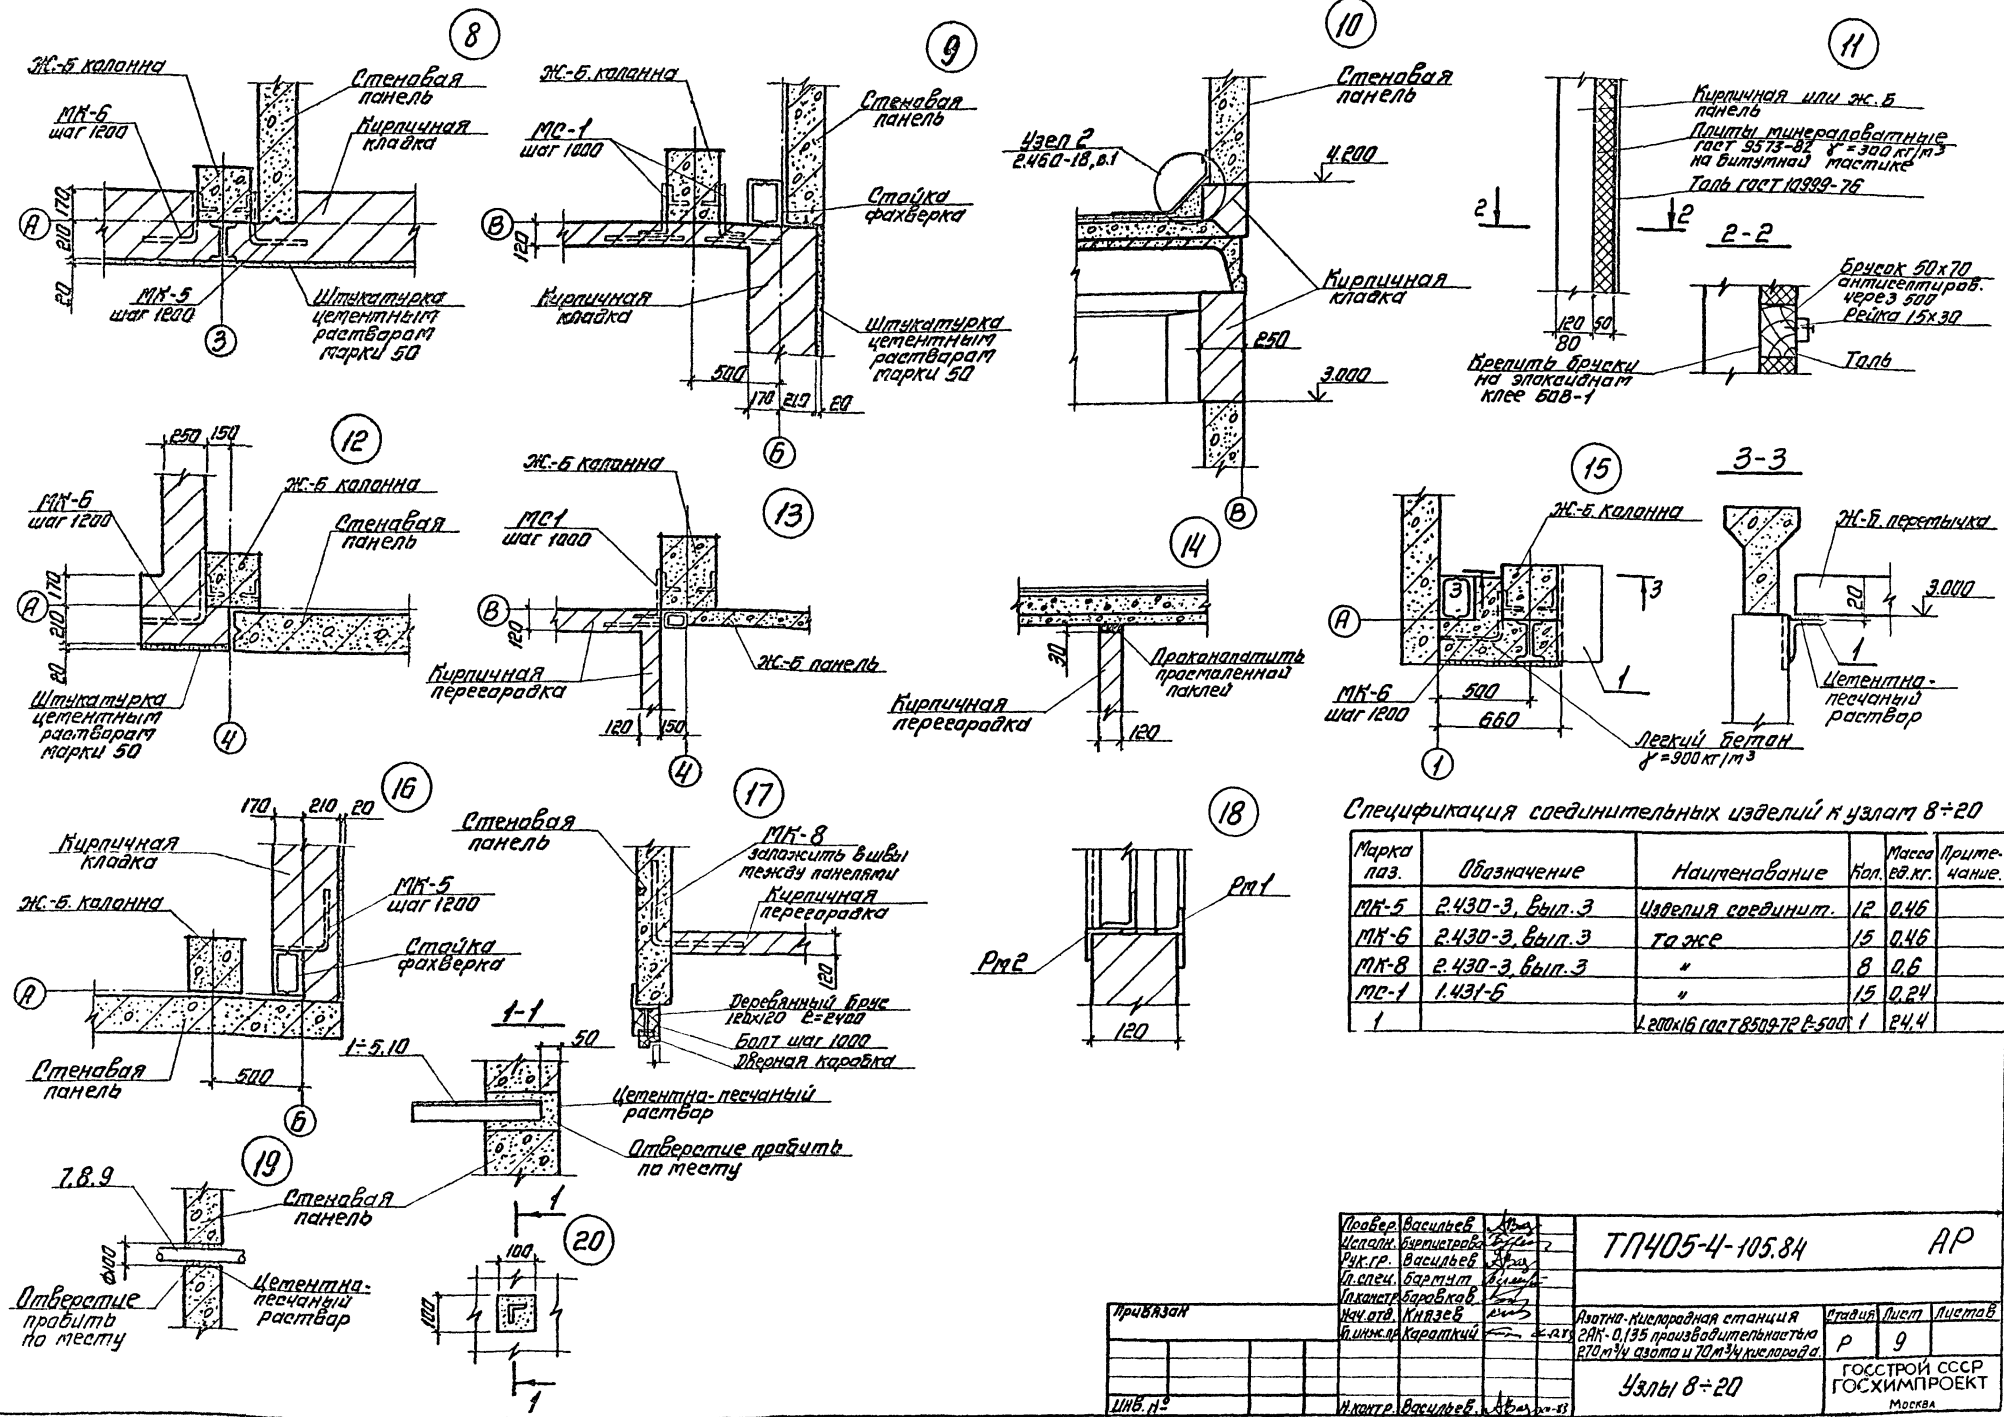 8
Ж.-Б колонна
МК-6
шаг 1200
Стеновая
панель
Кирпичная
кладка
А
170
210
20
МК-5
шаг 1200
3
Штукатурка
цементным
раствором
марки 50
9
Ж.-Б. колонна
МС-1
шаг 1000
Стеновая
панель
Стойка
фахверка
В
120
Кирпичная
кладка
Штукатурка
цементным
раствором
марки 50
500
170
210
20
Б
10
Стеновая
панель
Узел 2
2.460-18, в.1
4.200
Кирпичная
кладка
250
3.000
В
11
Кирпичная или ж.Б
панель
Плиты минераловатные
гост 9573-82 γ=300 кг/м³
на битумной мастике
Толь гост 10999-76
2
2
120
80
50
Крепить бруски
на эпоксидном
клее БОВ-1
2-2
Брусок 50х70
антисептиров.
через 500
Рейка 15х30
Толь
12
250
150
МК-6
шаг 1200
Ж.-Б колонна
Стеновая
панель
А
170
210
20
Штукатурка
цементным
раствором
марки 50
4
13
Ж.-Б колонна
МС1
шаг 1000
В
120
Кирпичная
перегородка
Ж.-Б панель
120
150
4
14
30
Проконопатить
просмоленной
паклей
Кирпичная
перегородка
120
15
Ж.-Б. колонна
3
3
А
МК-6
шаг 1200
500
660
1
1
Легкий бетон
γ=900 кг/м³
3-3
Ж-Б. перемычка
20
3.000
1
Цементно-
песчаный
раствор
16
170
210
20
Кирпичная
кладка
Ж.-Б. колонна
МК-5
шаг 1200
Стойка
фахверка
А
Стеновая
панель
500
Б
17
Стеновая
панель
МК-8
заложить в швы
между панелями
Кирпичная
перегородка
120
Деревянный брус
120х120 ℓ=2400
Болт шаг 1000
Дверная коробка
18
Рм1
Рм2
120
1-1
1÷5,10
50
Цементно-песчаный
раствор
Отверстие пробить
по месту
19
7.8.9
Стеновая
панель
ф100
Отверстие
пробить
по месту
Цементно-
песчаный
раствор
20
1
100
100
1
Спецификация соединительных изделий к узлам 8÷20
Марка поз. Обозначение Наименование Кол. Масса ед.кг. Приме-чание.
МК-5 2.430-3, вып.3 Изделия соединит. 12 0,46
МК-6 2.430-3, вып.3 то же 15 0,46
МК-8 2.430-3, вып.3 " 8 0,6
МС-1 1.431-6 " 15 0,24
1 L200х16 гост 8509-72 ℓ=500 1 24,4
Провер. Васильев
Исполн. Бурмистрова
Рук.гр. Васильев
Гл.спец. Бартут
Гл.констр. Боровков
Нач.отд. Князев
Гл.инж.пр Короткий
Н.контр. Васильев.
Привязан
ИНВ. №
ТП405-4-105.84
АР
Азотно-кислородная станция
2АК-0,135 производительностью
270 м³/ч азота и 70 м³/ч кислорода.
Стадия Лист Листов
Р 9
Узлы 8÷20
ГОССТРОЙ СССР
ГОСХИМПРОЕКТ
Москва